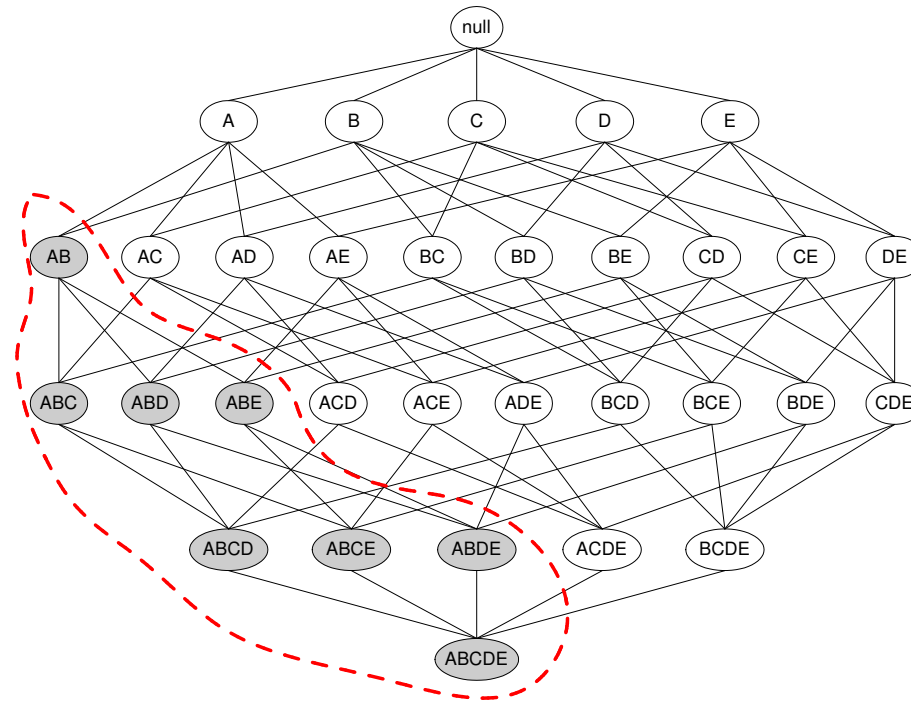 null
A B C D E
AB AC AD AE BC BD BE CD CE DE
ABC ABD ABE ACD ACE ADE BCD BCE BDE CDE
ABCD ABCE ABDE ACDE BCDE
ABCDE